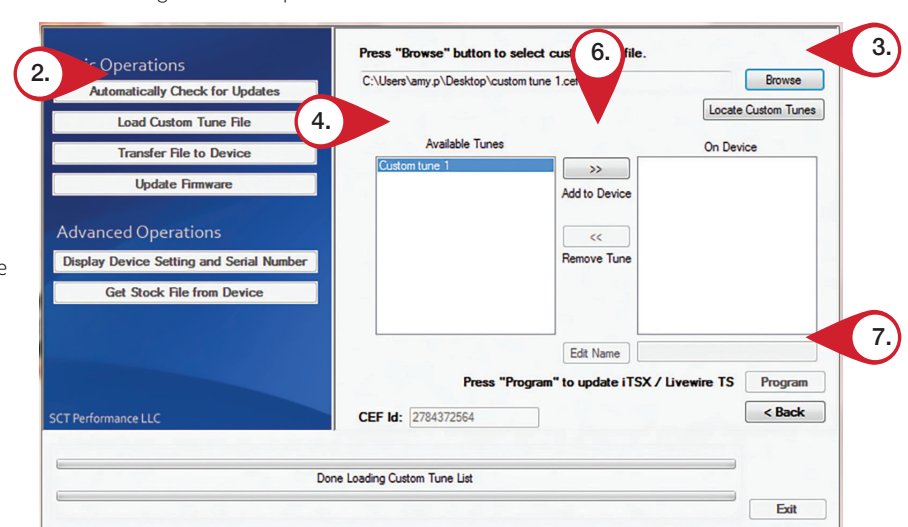 2.
Operations
Automatically Check for Updates
Load Custom Tune File
Transfer File to Device
Update Firmware
Advanced Operations
Display Device Setting and Serial Number
Get Stock File from Device
SCT Performance LLC
3.
6.
Press "Browse" button to select file.
C:\Users\amy.p\Desktop\custom tune 1.cef
Browse
Locate Custom Tunes
4.
Available Tunes
On Device
Custom tune 1
>>
Add to Device
<<
Remove Tune
7.
Edit Name
Press "Program" to update iTSX / Livewire TS
Program
CEF Id: 2784372564
< Back
Done Loading Custom Tune List
Exit